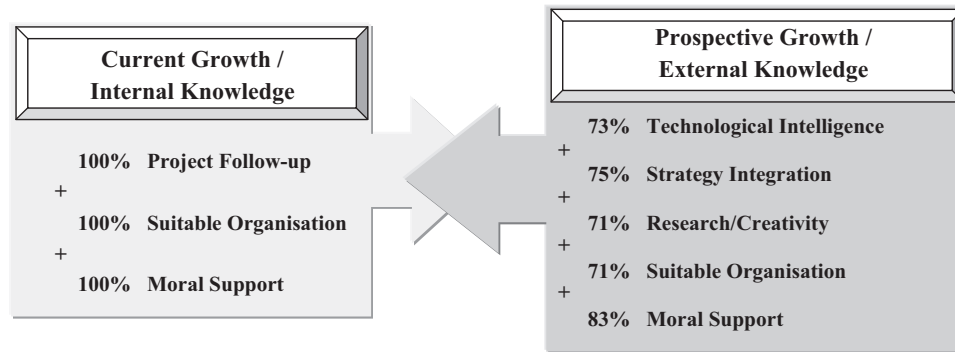 Current Growth /
Internal Knowledge
100% Project Follow-up
+
100% Suitable Organisation
+
100% Moral Support
Prospective Growth /
External Knowledge
73% Technological Intelligence
+
75% Strategy Integration
+
71% Research/Creativity
+
71% Suitable Organisation
+
83% Moral Support